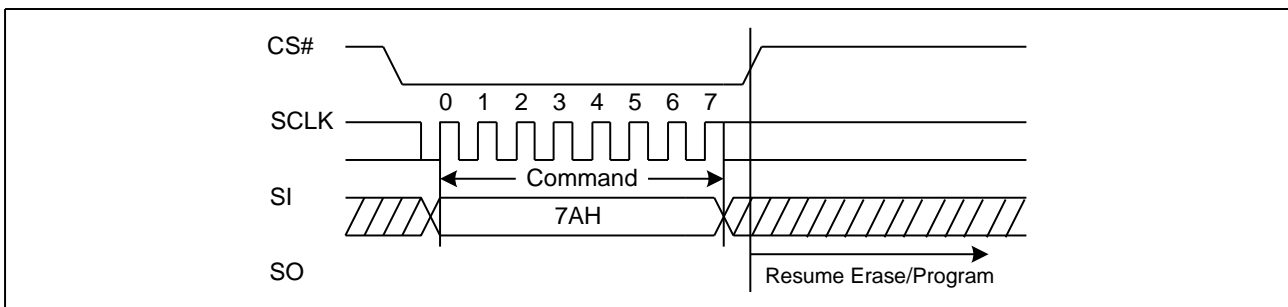 CS#
0 1 2 3 4 5 6 7
SCLK
Command
SI
7AH
SO
Resume Erase/Program